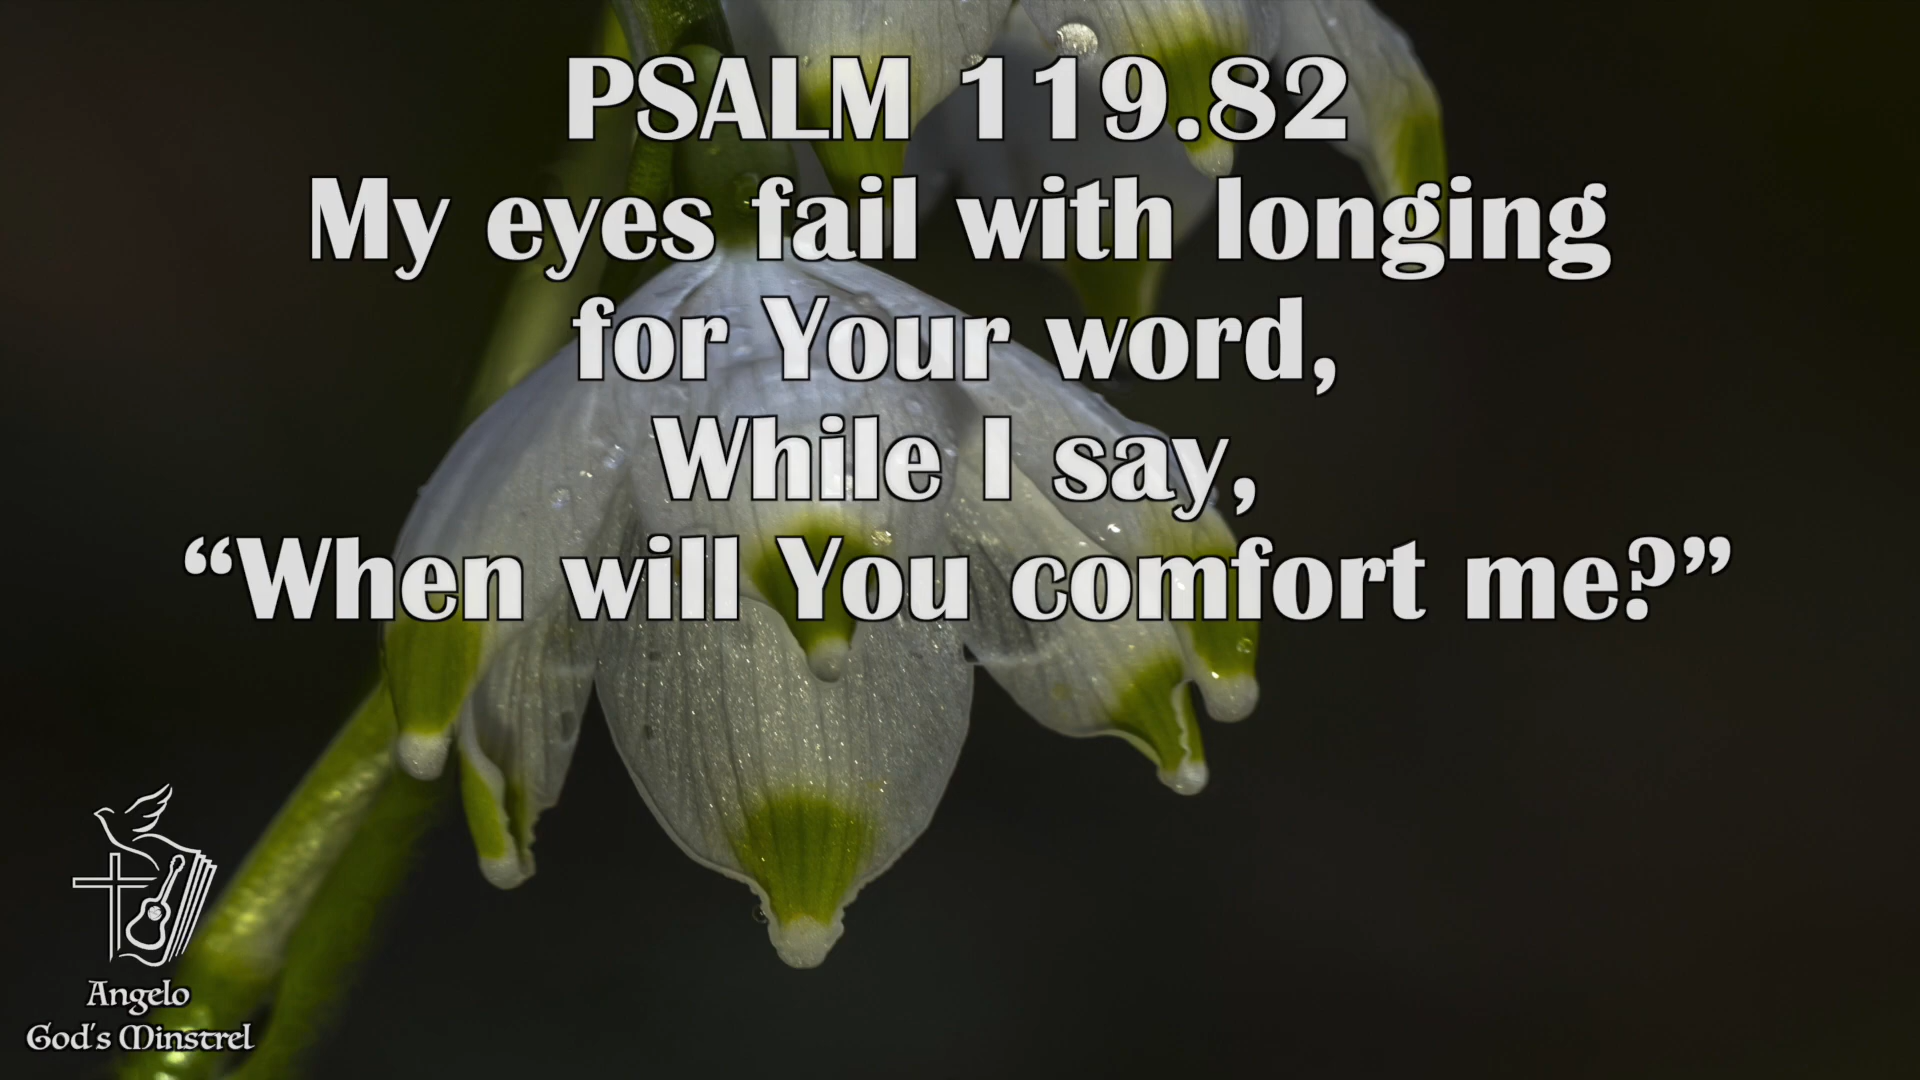 PSALM 119.82
My eyes fail with longing
for Your word,
While I say,
“When will You comfort me?”
Angelo
God's Minstrel